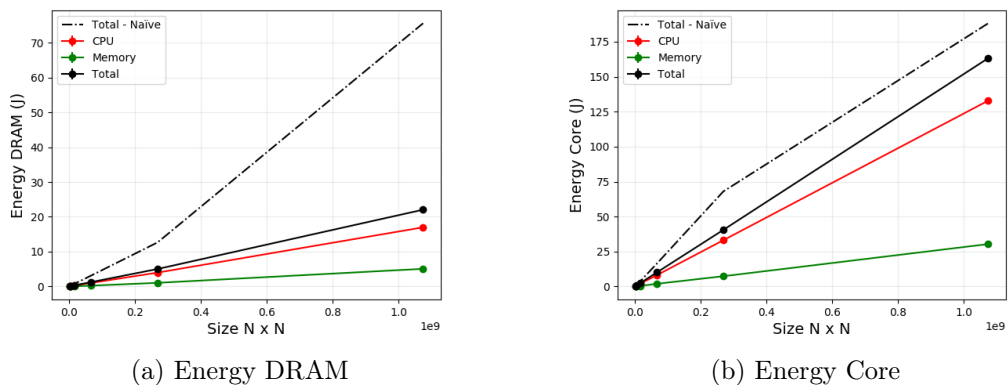 Total - Naïve
CPU
Memory
Total
Energy DRAM (J)
70
60
50
40
30
20
10
0
0.0 0.2 0.4 0.6 0.8 1.0
1e9
Size N x N
(a) Energy DRAM
Total - Naïve
CPU
Memory
Total
Energy Core (J)
175
150
125
100
75
50
25
0
0.0 0.2 0.4 0.6 0.8 1.0
1e9
Size N x N
(b) Energy Core